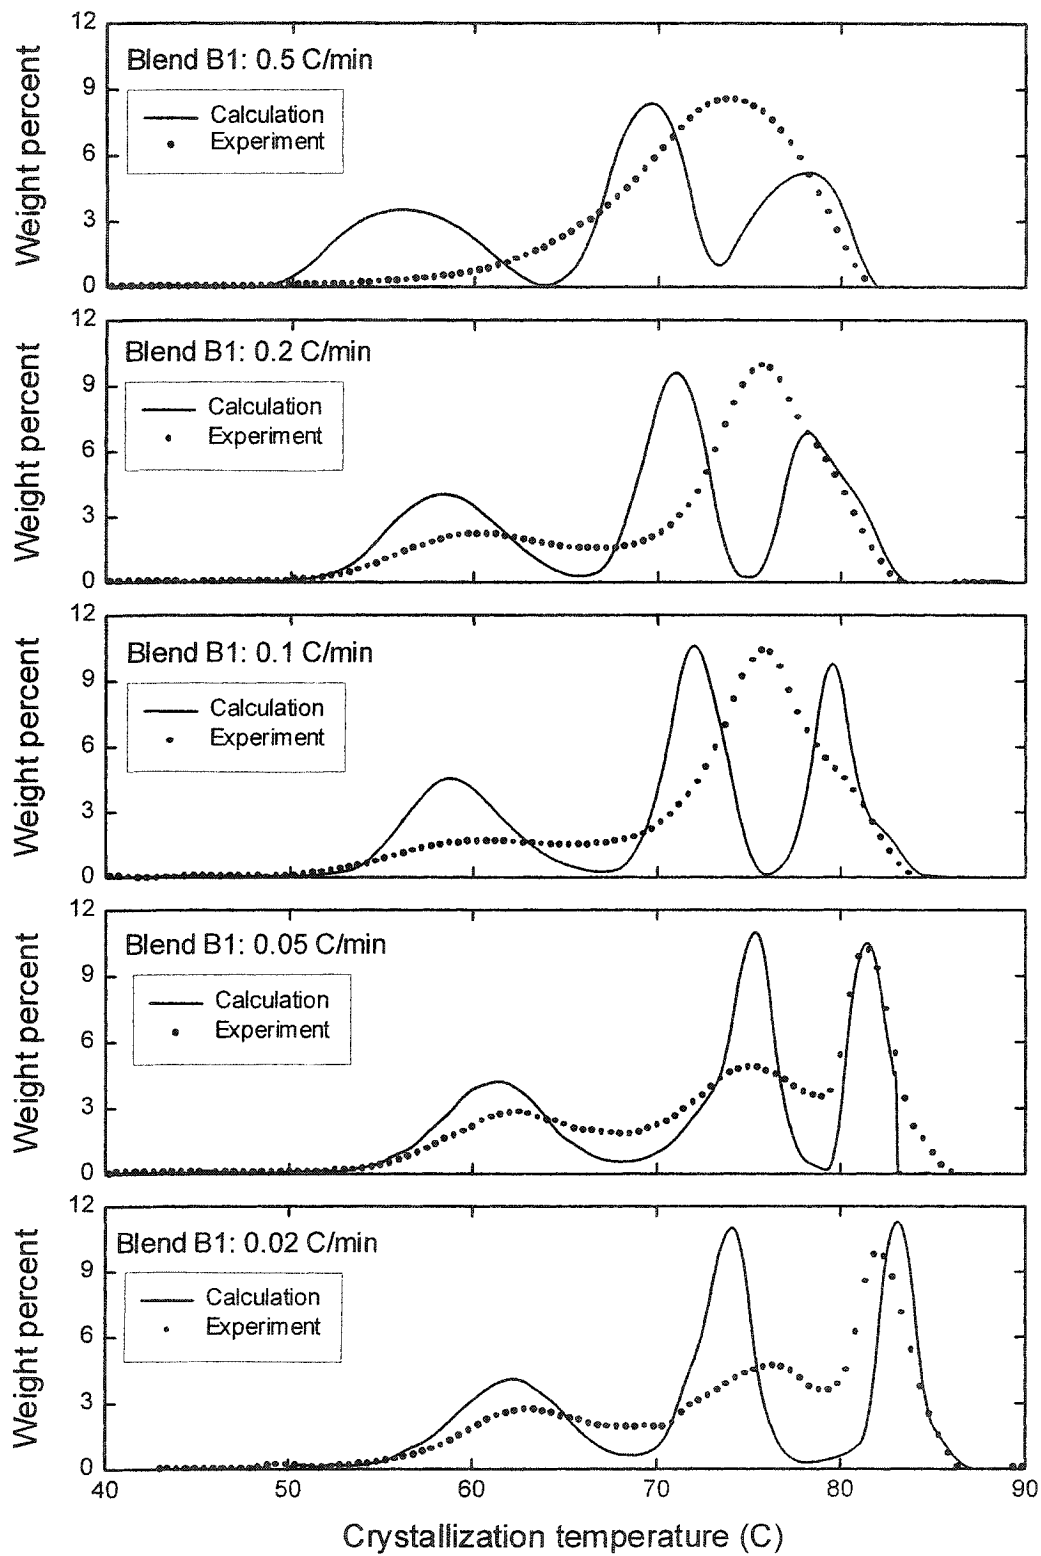 12
Blend B1: 0.5 C/min
9
Calculation
Experiment
6
3
0
Weight percent
12
Blend B1: 0.2 C/min
9
Calculation
Experiment
6
3
0
Weight percent
12
Blend B1: 0.1 C/min
9
Calculation
Experiment
6
3
0
Weight percent
12
Blend B1: 0.05 C/min
9
Calculation
Experiment
6
3
0
Weight percent
12
Blend B1: 0.02 C/min
9
Calculation
Experiment
6
3
0
Weight percent
40 50 60 70 80 90
Crystallization temperature (C)